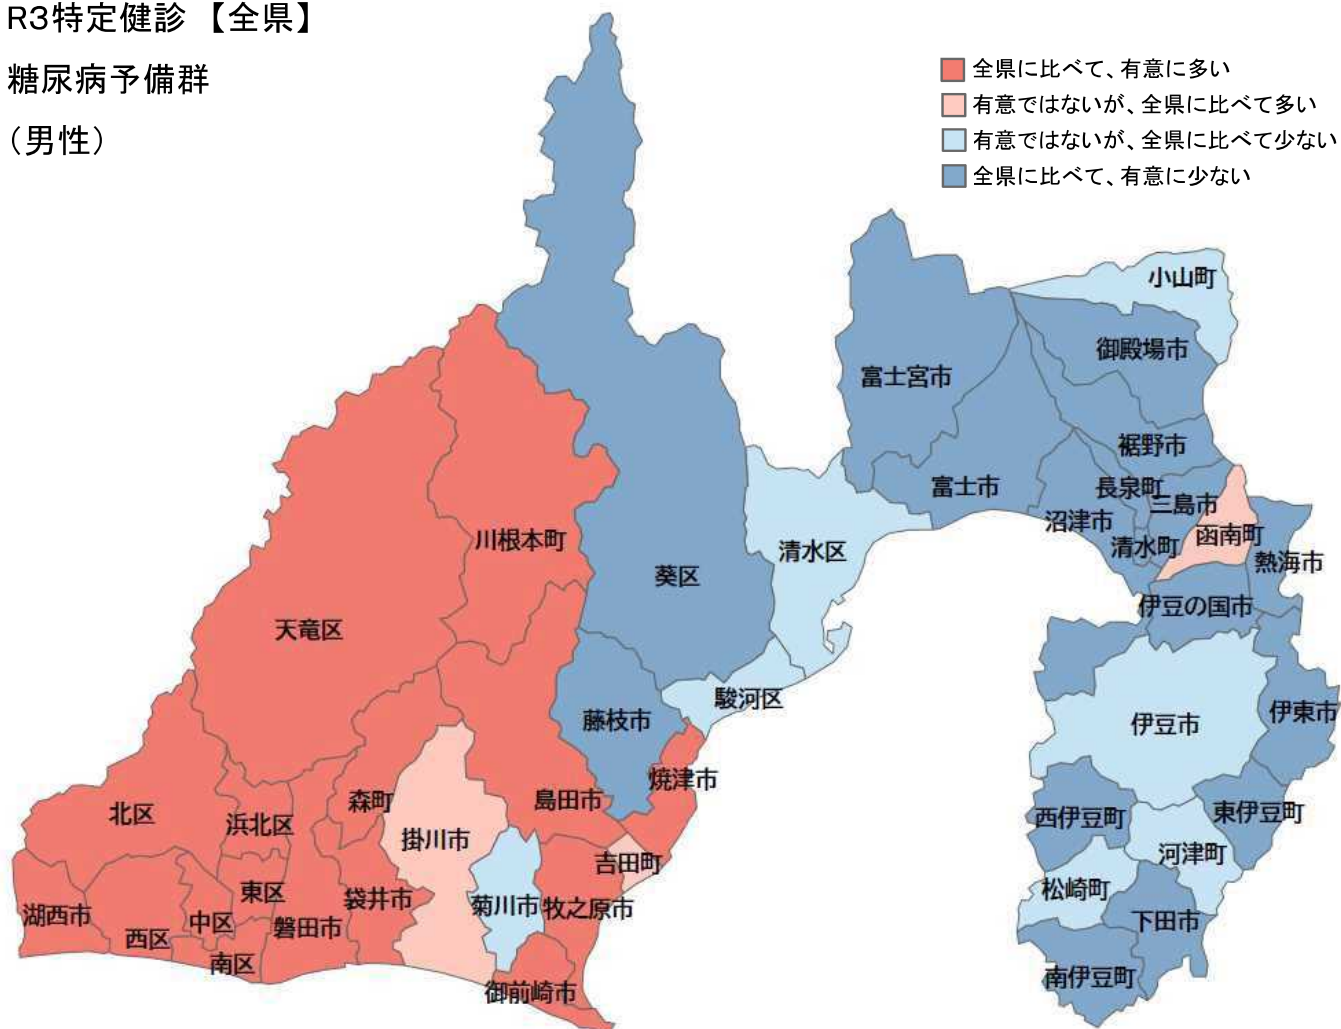 R3特定健診 【全県】
糖尿病予備群
（男性）
全県に比べて、有意に多い
有意ではないが、全県に比べて多い
有意ではないが、全県に比べて少ない
全県に比べて、有意に少ない
小山町
御殿場市
富士宮市
裾野市
富士市
長泉町
三島市
沼津市
清水町
函南町
熱海市
伊豆の国市
川根本町
清水区
葵区
天竜区
駿河区
藤枝市
伊豆市
伊東市
焼津市
島田市
森町
北区
浜北区
掛川市
西伊豆町
東伊豆町
河津町
吉田町
松崎町
東区
袋井市
菊川市
牧之原市
湖西市
中区
磐田市
西区
下田市
南区
南伊豆町
御前崎市